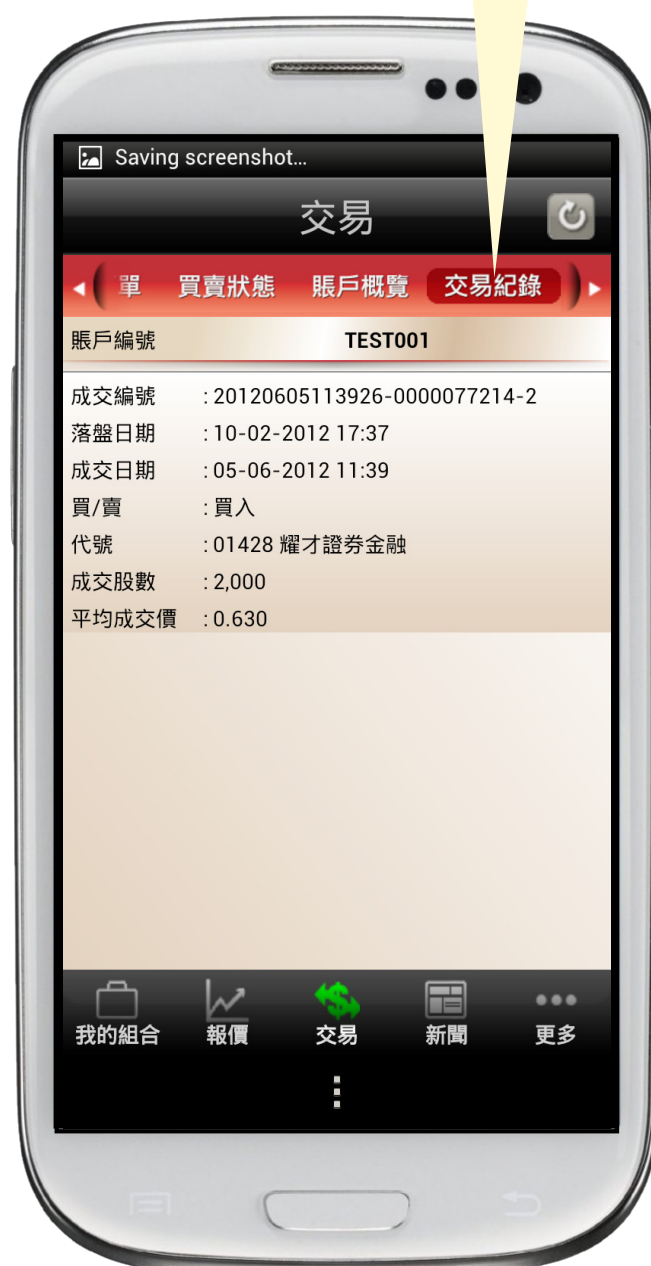 Saving screenshot...
交易
單 買賣狀態 賬戶概覽 交易紀錄
賬戶編號 TEST001
成交編號 : 20120605113926-0000077214-2
落盤日期 : 10-02-2012 17:37
成交日期 : 05-06-2012 11:39
買/賣 : 買入
代號 : 01428 耀才證券金融
成交股數 : 2,000
平均成交價 : 0.630
我的組合 報價 交易 新聞 更多